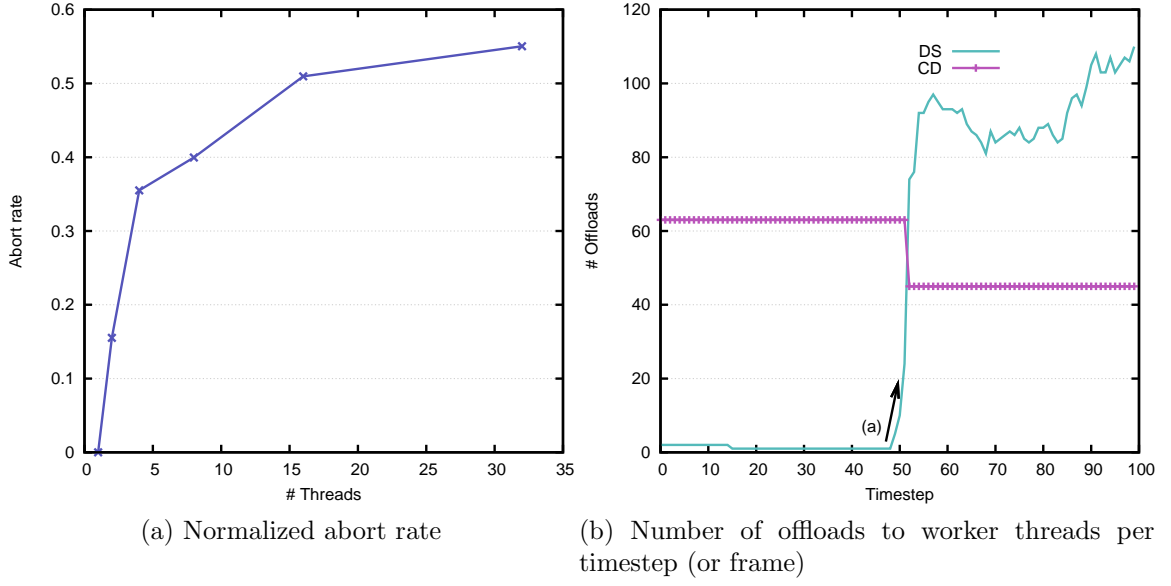 0.6
0.5
0.4
0.3
0.2
0.1
0
Abort rate
0 5 10 15 20 25 30 35
# Threads
(a) Normalized abort rate
120
100
80
60
40
20
0
# Offloads
DS
CD
(a)
0 10 20 30 40 50 60 70 80 90 100
Timestep
(b) Number of offloads to worker threads per
timestep (or frame)